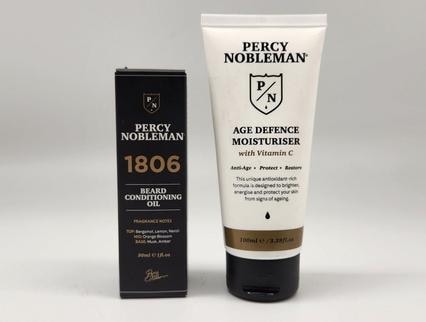 P N
PERCY
NOBLEMAN
1806
BEARD
CONDITIONING
OIL
FRAGRANCE NOTES
TOP: Bergamot, Lemon, Neroli
MID: Orange Blossom
BASE: Musk, Amber
30ml ℮ 1fl.oz
PERCY
NOBLEMAN®
P N
AGE DEFENCE
MOISTURISER
with Vitamin C
Anti-Age • Protect • Restore
This unique antioxidant-rich
formula is designed to brighten,
energise and protect your skin
from signs of ageing.
100ml ℮ / 3.38fl.oz